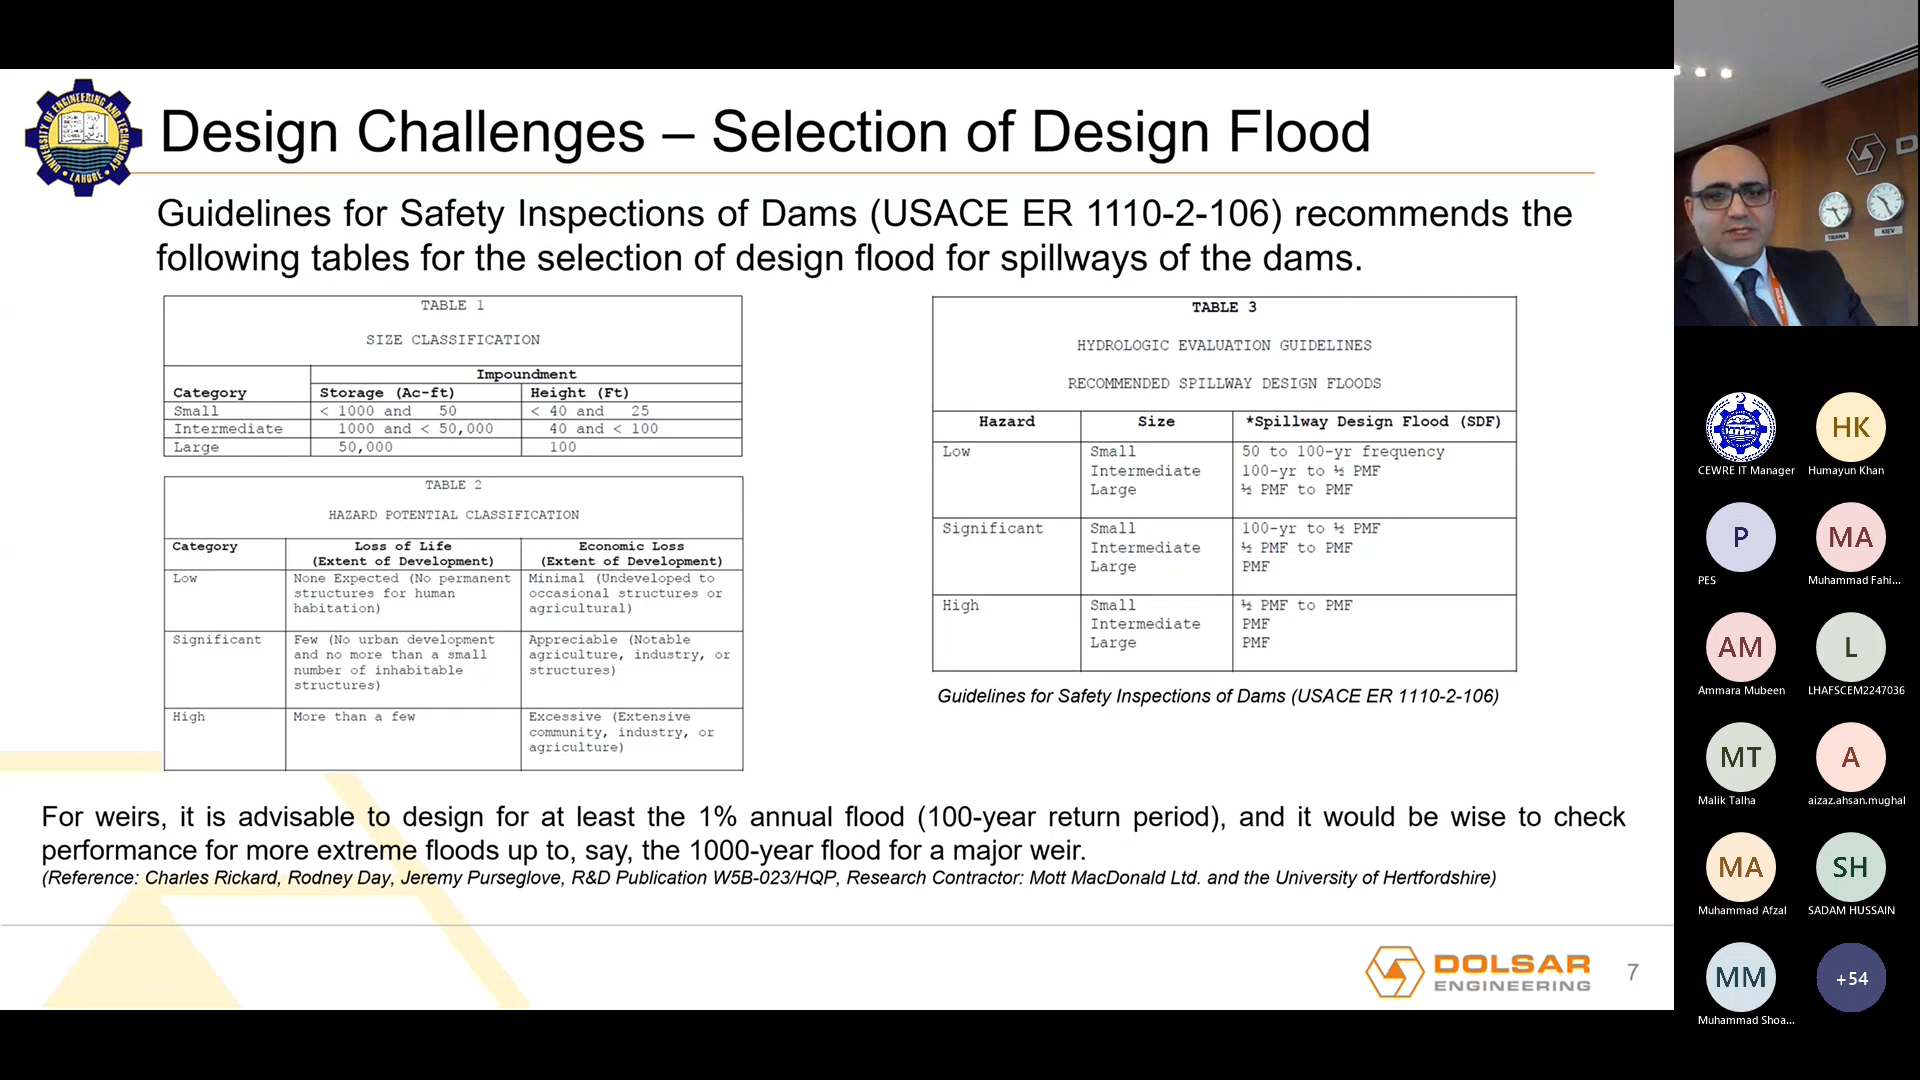 UNIVERSITY OF ENGINEERING AND TECHNOLOGY
LAHORE
Design Challenges – Selection of Design Flood
Guidelines for Safety Inspections of Dams (USACE ER 1110-2-106) recommends the
following tables for the selection of design flood for spillways of the dams.
TABLE 1
SIZE CLASSIFICATION
Impoundment
Category Storage (Ac-ft) Height (Ft)
Small < 1000 and 50 < 40 and 25
Intermediate 1000 and < 50,000 40 and < 100
Large 50,000 100
TABLE 2
HAZARD POTENTIAL CLASSIFICATION
Category Loss of Life Economic Loss
(Extent of Development) (Extent of Development)
Low None Expected (No permanent Minimal (Undeveloped to
structures for human occasional structures or
habitation) agricultural)
Significant Few (No urban development Appreciable (Notable
and no more than a small agriculture, industry, or
number of inhabitable structures)
structures)
High More than a few Excessive (Extensive
community, industry, or
agriculture)
TABLE 3
HYDROLOGIC EVALUATION GUIDELINES
RECOMMENDED SPILLWAY DESIGN FLOODS
Hazard Size *Spillway Design Flood (SDF)
Low Small 50 to 100-yr frequency
Intermediate 100-yr to ½ PMF
Large ½ PMF to PMF
Significant Small 100-yr to ½ PMF
Intermediate ½ PMF to PMF
Large PMF
High Small ½ PMF to PMF
Intermediate PMF
Large PMF
Guidelines for Safety Inspections of Dams (USACE ER 1110-2-106)
For weirs, it is advisable to design for at least the 1% annual flood (100-year return period), and it would be wise to check
performance for more extreme floods up to, say, the 1000-year flood for a major weir.
(Reference: Charles Rickard, Rodney Day, Jeremy Purseglove, R&D Publication W5B-023/HQP, Research Contractor: Mott MacDonald Ltd. and the University of Hertfordshire)
DOLSAR
ENGINEERING
7
D
TIRANA
KIEV
HK
CEWRE IT Manager Humayun Khan
P MA
PES Muhammad Fahi...
AM L
Ammara Mubeen LHAFSCEM2247036
MT A
Malik Talha aizaz.ahsan.mughal
MA SH
Muhammad Afzal SADAM HUSSAIN
MM +54
Muhammad Shoa...